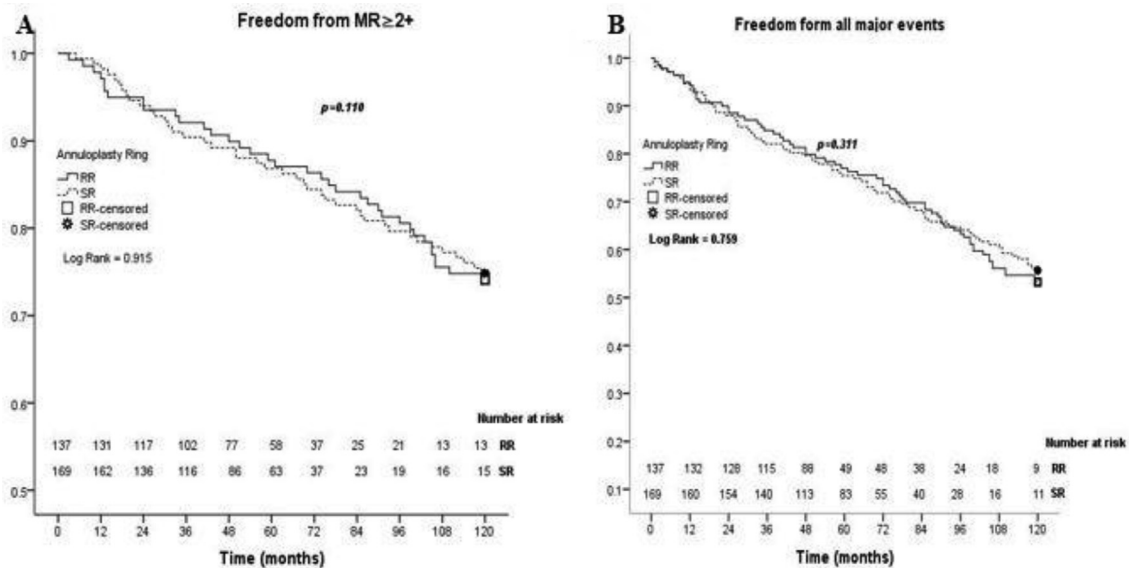 A
Freedom from MR≥2+
1.0
0.9
0.8
0.7
0.6
0.5
p=0.110
Annuloplasty Ring
RR
SR
RR-censored
SR-censored
Log Rank = 0.915
Number at risk
137 131 117 102 77 58 37 25 21 13 13 RR
169 162 136 116 86 63 37 23 19 16 15 SR
0 12 24 36 48 60 72 84 96 108 120
Time (months)
B
Freedom form all major events
1.0
0.9
0.8
0.7
0.6
0.5
0.4
0.3
0.2
0.1
p=0.311
Annuloplasty Ring
RR
SR
RR-censored
SR-censored
Log Rank = 0.759
Number at risk
137 132 128 115 88 49 48 38 24 18 9 RR
169 160 154 140 113 83 55 40 28 16 11 SR
0 12 24 36 48 60 72 84 96 108 120
Time (months)